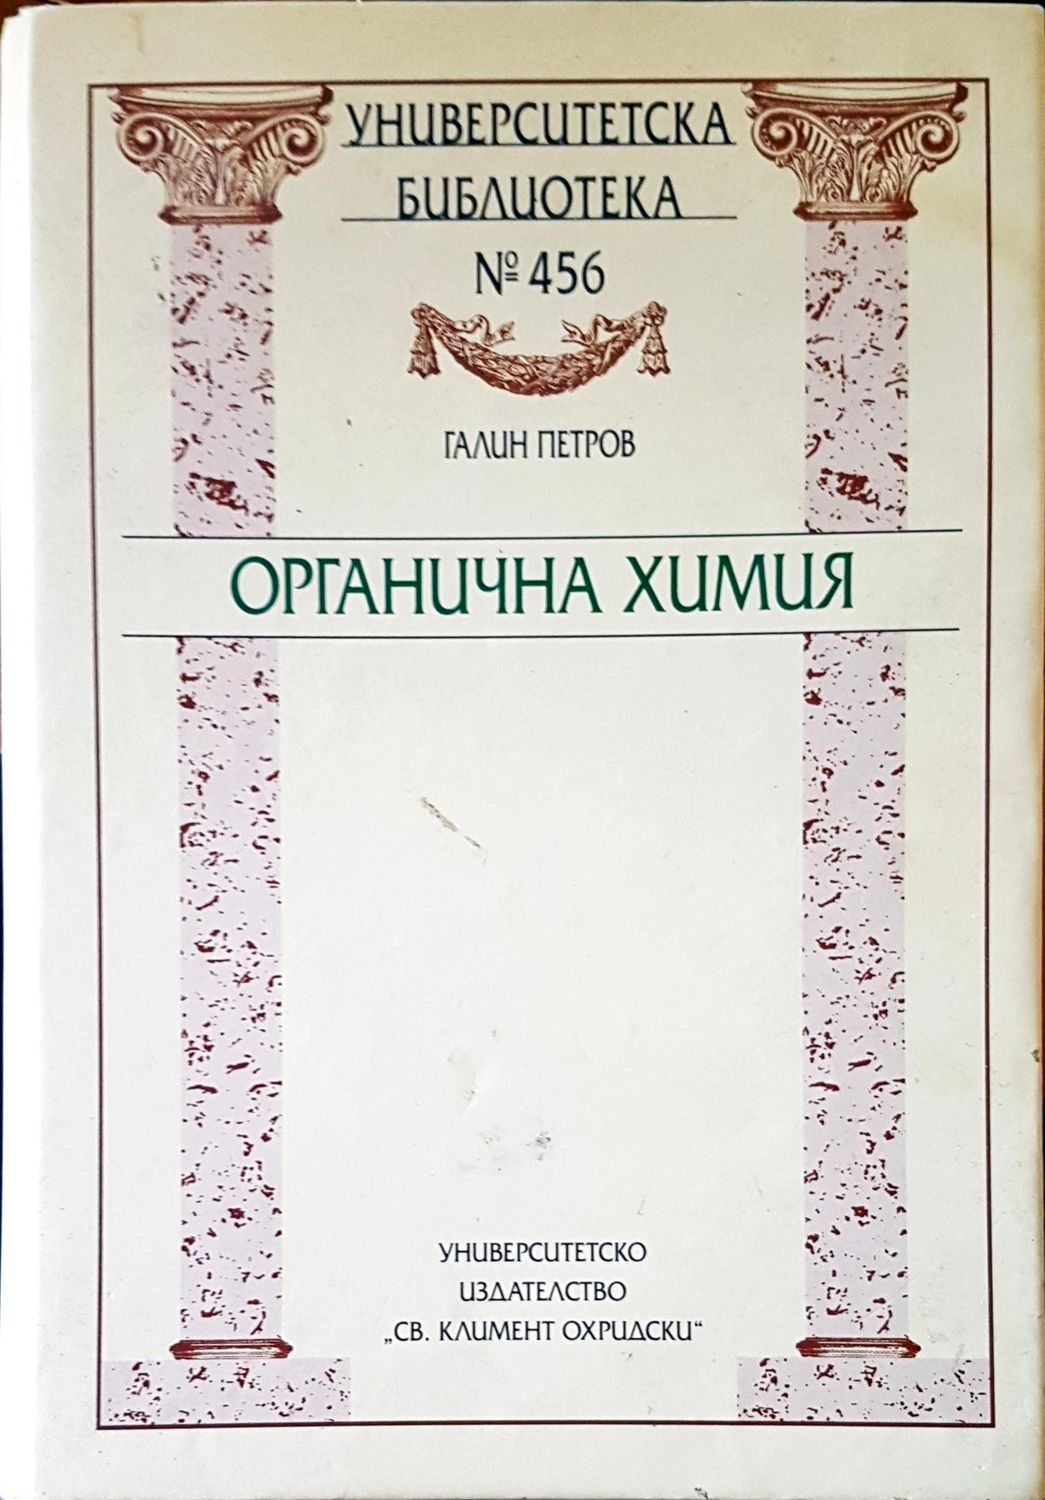 УНИВЕРСИТЕТСКА
БИБЛИОТЕКА
№ 456
ГАЛИН ПЕТРОВ
ОРГАНИЧНА ХИМИЯ
УНИВЕРСИТЕТСКО
ИЗДАТЕЛСТВО
„СВ. КЛИМЕНТ ОХРИДСКИ“